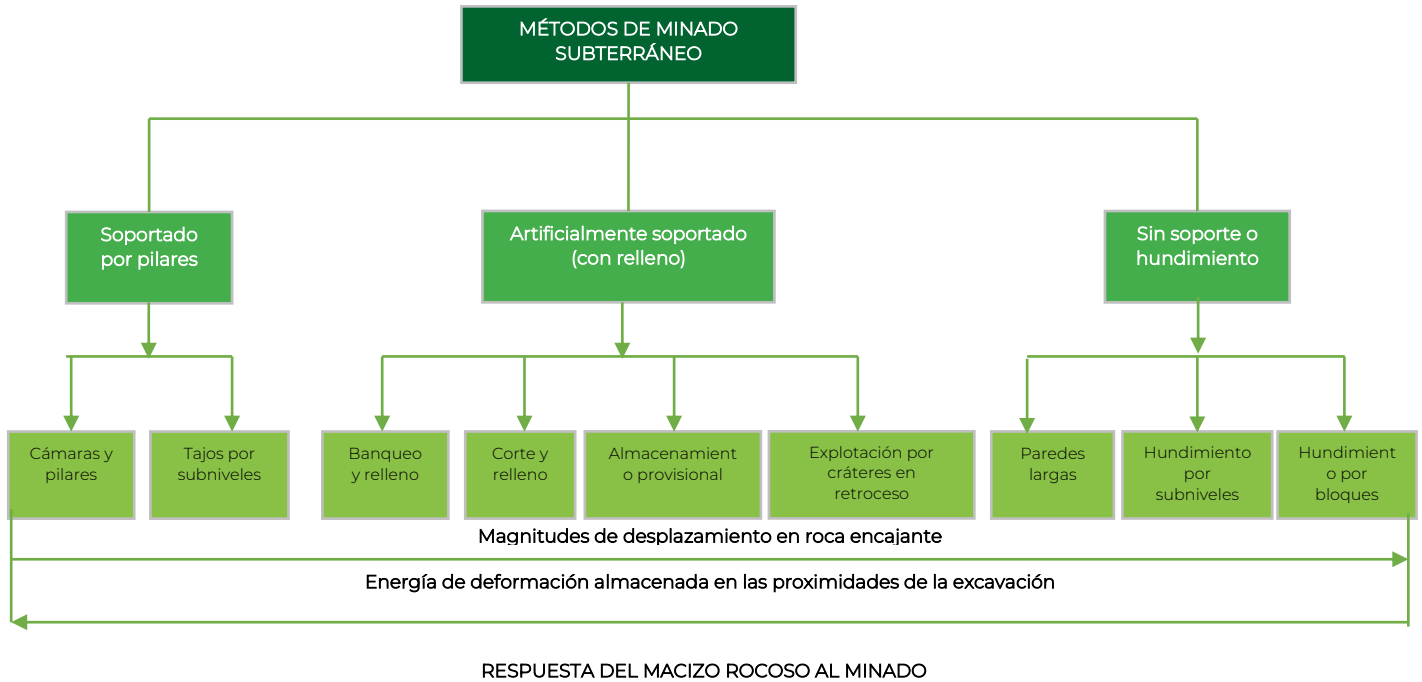 MÉTODOS DE MINADO
SUBTERRÁNEO
Soportado
por pilares
Artificialmente soportado
(con relleno)
Sin soporte o
hundimiento
Cámaras y
pilares
Tajos por
subniveles
Banqueo
y relleno
Corte y
relleno
Almacenamient
o provisional
Explotación por
cráteres en
retroceso
Paredes
largas
Hundimiento
por
subniveles
Hundimient
o por
bloques
Magnitudes de desplazamiento en roca encajante
Energía de deformación almacenada en las proximidades de la excavación
RESPUESTA DEL MACIZO ROCOSO AL MINADO